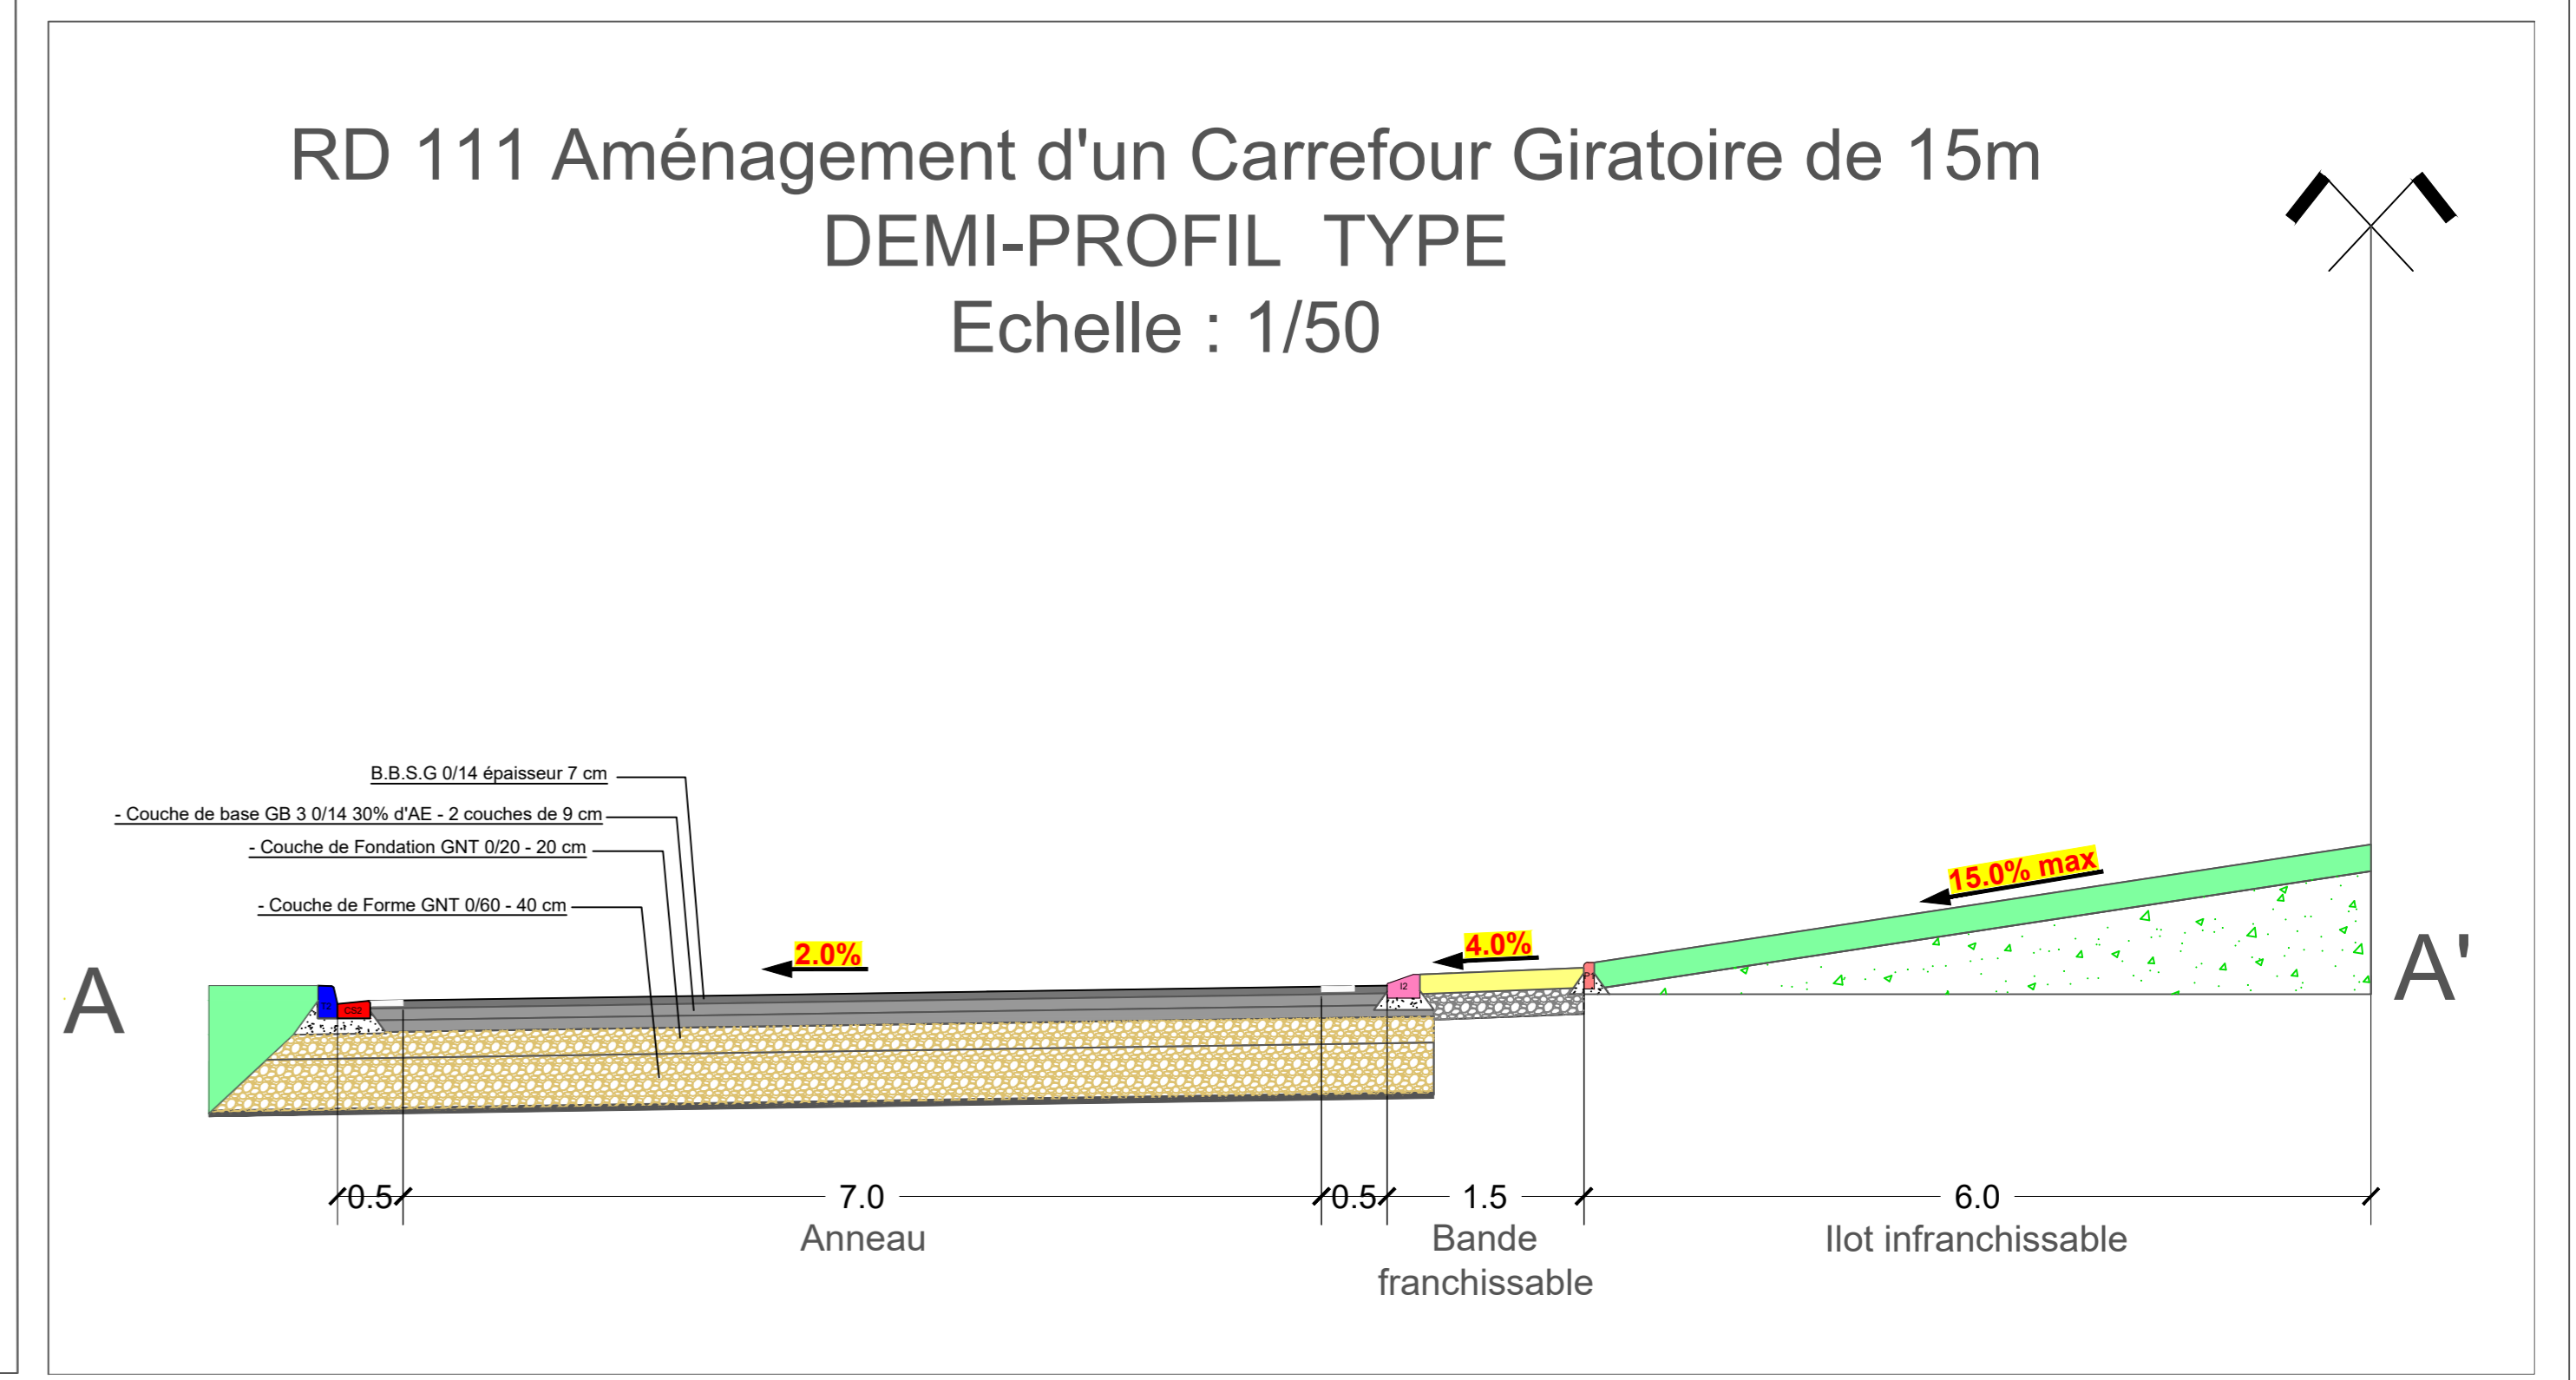 RD 111 Aménagement d'un Carrefour Giratoire de 15m
DEMI-PROFIL TYPE
Echelle : 1/50
B.B.S.G 0/14 épaisseur 7 cm
- Couche de base GB 3 0/14 30% d'AE - 2 couches de 9 cm
- Couche de Fondation GNT 0/20 - 20 cm
- Couche de Forme GNT 0/60 - 40 cm
15.0% max
4.0%
2.0%
A
A'
T2
CS2
I2
P1
0.5
7.0
0.5
1.5
6.0
Anneau
Bande
franchissable
Ilot infranchissable